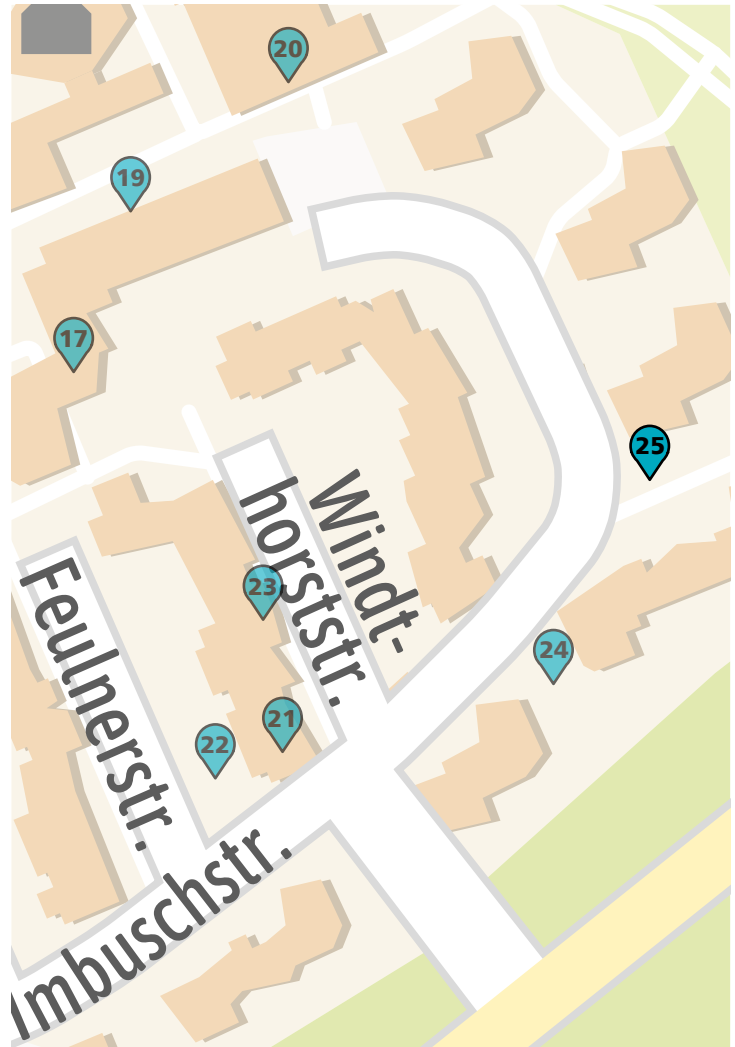 20
19
17
25
Windt-
horststr.
23
Feulnerstr.
24
21
22
Imbuschstr.